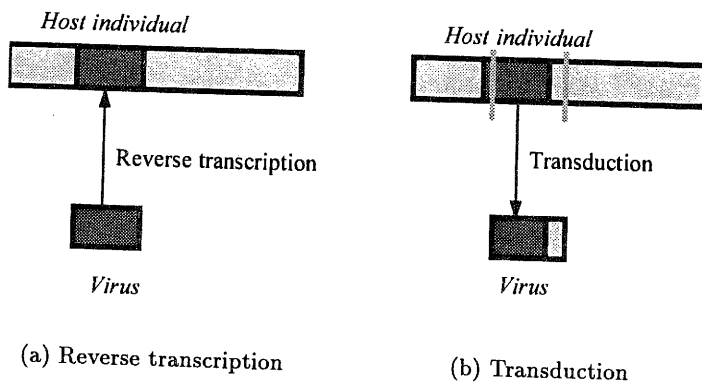 Host individual
Reverse transcription
Virus
(a) Reverse transcription
Host individual
Transduction
Virus
(b) Transduction